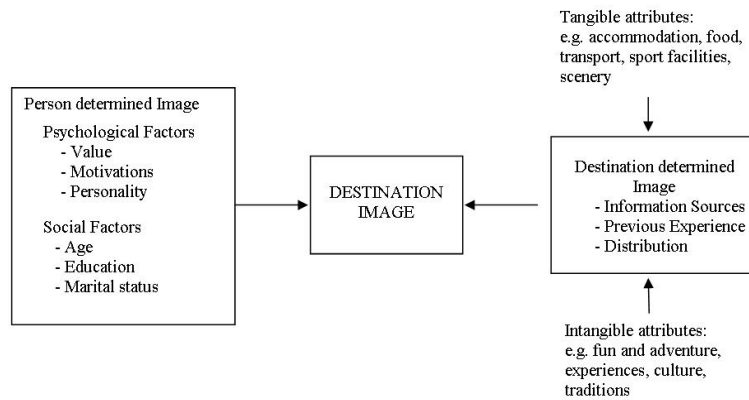 Tangible attributes:
e.g. accommodation, food,
transport, sport facilities,
scenery
Person determined Image
Psychological Factors
- Value
- Motivations
- Personality
Social Factors
- Age
- Education
- Marital status
DESTINATION
IMAGE
Destination determined
Image
- Information Sources
- Previous Experience
- Distribution
Intangible attributes:
e.g. fun and adventure,
experiences, culture,
traditions